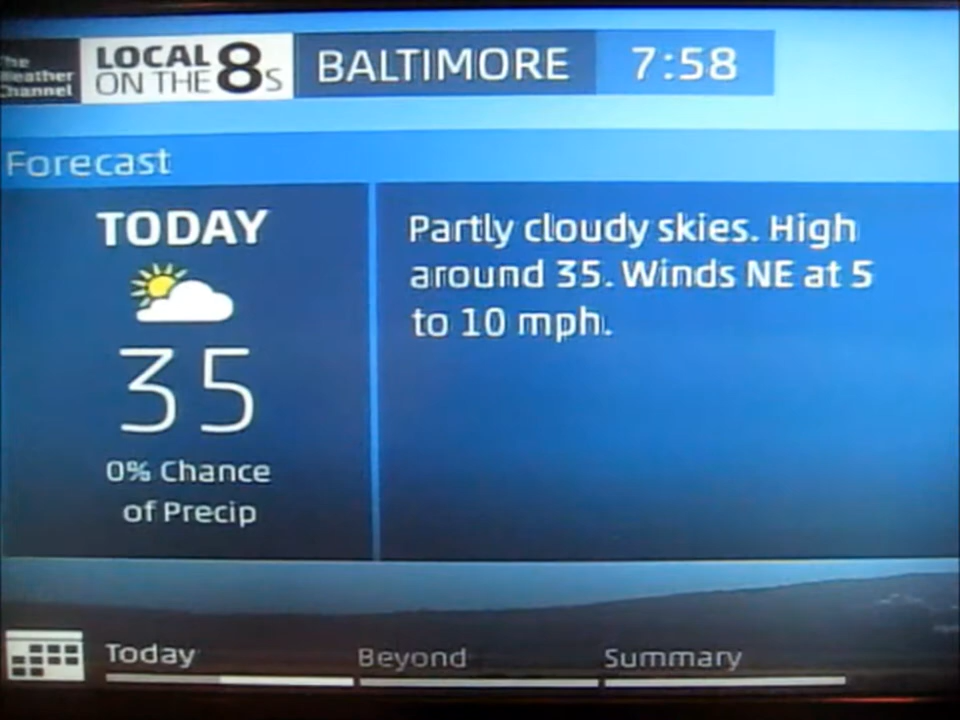 The
Weather
Channel
LOCAL
ON THE 8s
BALTIMORE
7:58
Forecast
TODAY
35
0% Chance
of Precip
Partly cloudy skies. High
around 35. Winds NE at 5
to 10 mph.
Today
Beyond
Summary